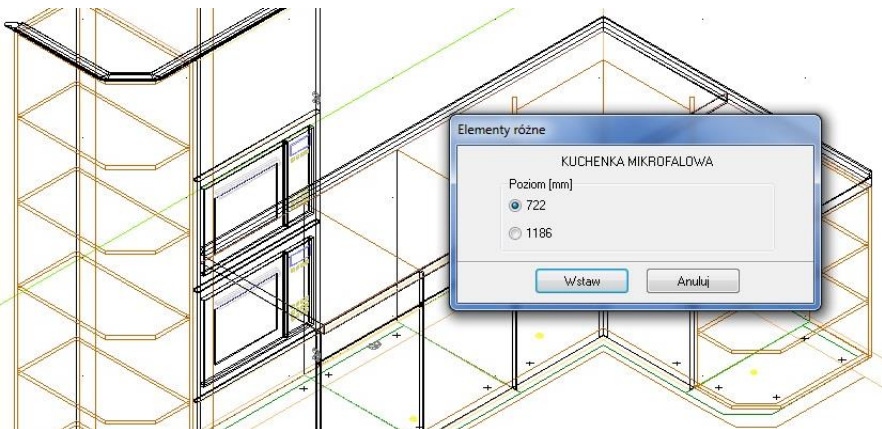 Elementy różne
KUCHENKA MIKROFALOWA
Poziom [mm]
722
1186
Wstaw Anuluj